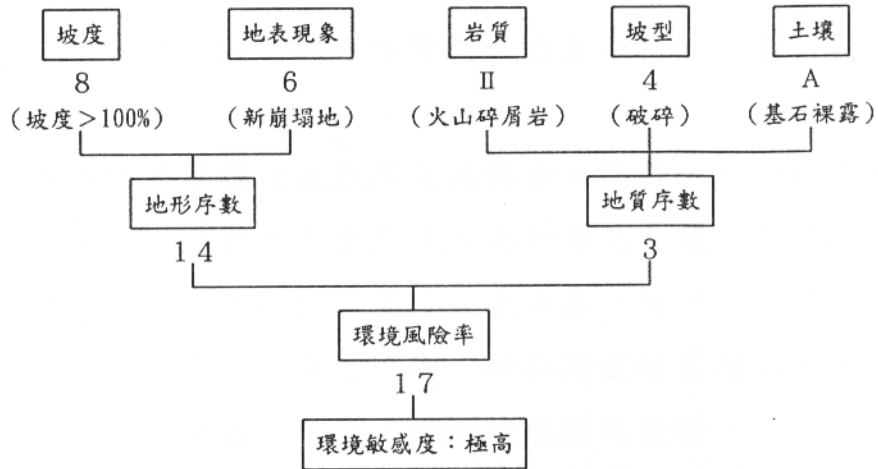 坡度 地表現象 岩質 坡型 土壤
8 6 II 4 A
(坡度>100%) (新崩塌地) (火山碎屑岩) (破碎) (基石裸露)
地形序數 地質序數
14 3
環境風險率
17
環境敏感度：極高